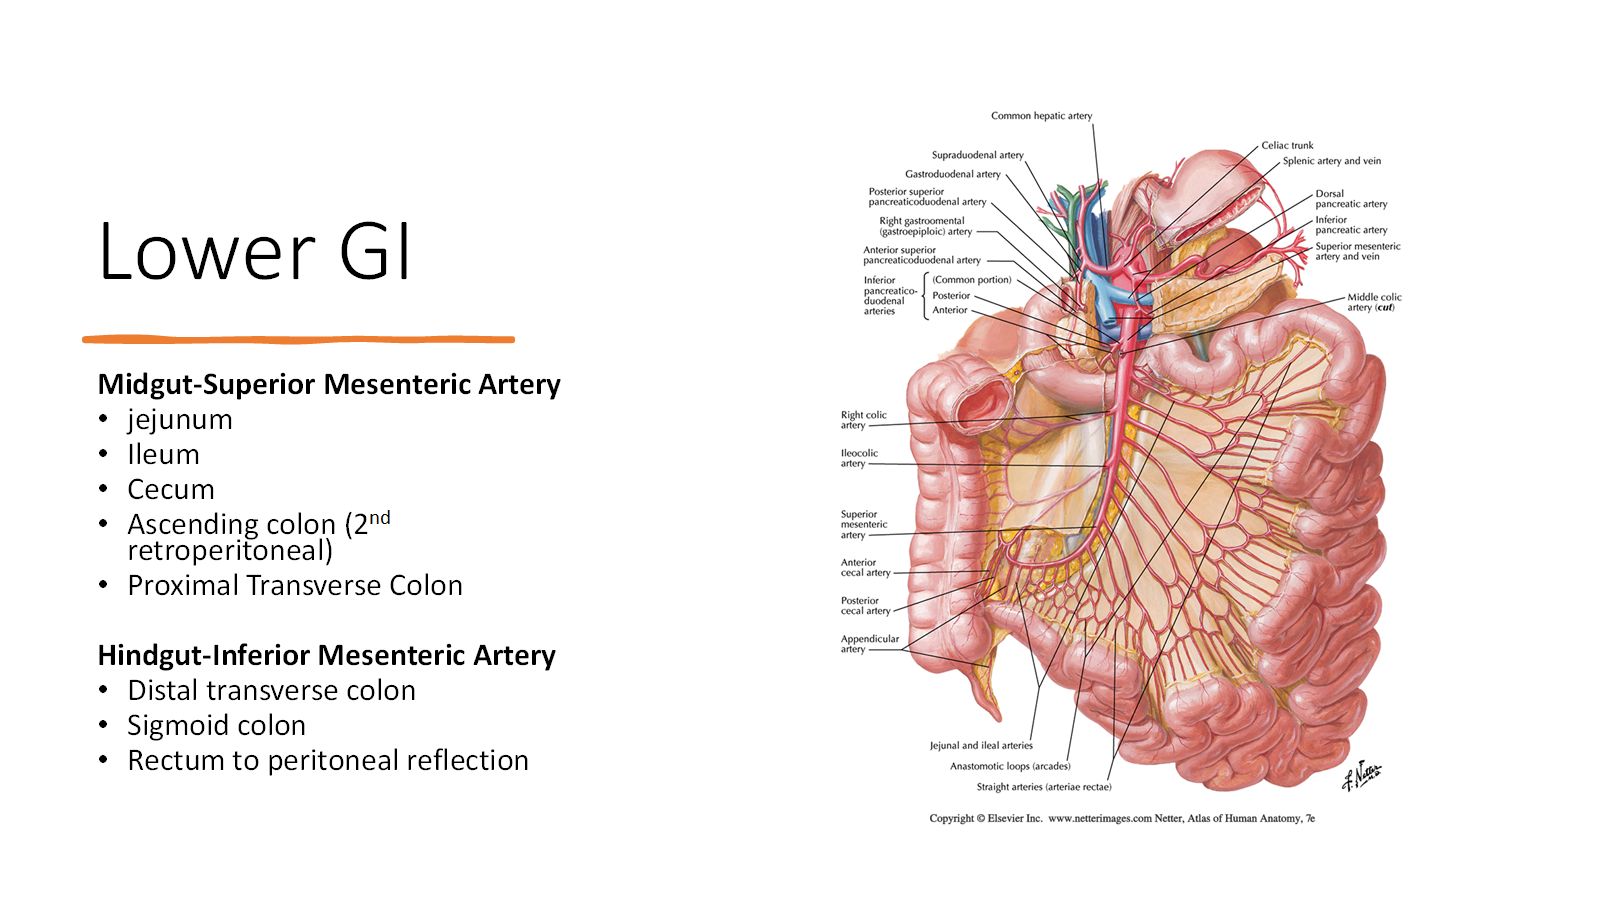 Lower GI
Midgut-Superior Mesenteric Artery
• jejunum
• Ileum
• Cecum
• Ascending colon (2nd
retroperitoneal)
• Proximal Transverse Colon
Hindgut-Inferior Mesenteric Artery
• Distal transverse colon
• Sigmoid colon
• Rectum to peritoneal reflection
Common hepatic artery
Supraduodenal artery
Gastroduodenal artery
Posterior superior
pancreaticoduodenal artery
Right gastroomental
(gastroepiploic) artery
Anterior superior
pancreaticoduodenal artery
Inferior
pancreatico-
duodenal
arteries
(Common portion)
Posterior
Anterior
Celiac trunk
Splenic artery and vein
Dorsal
pancreatic artery
Inferior
pancreatic artery
Superior mesenteric
artery and vein
Middle colic
artery (cut)
Right colic
artery
Ileocolic
artery
Superior
mesenteric
artery
Anterior
cecal artery
Posterior
cecal artery
Appendicular
artery
Jejunal and ileal arteries
Anastomotic loops (arcades)
Straight arteries (arteriae rectae)
F. Netter
M.D.
Copyright © Elsevier Inc. www.netterimages.com Netter, Atlas of Human Anatomy, 7e